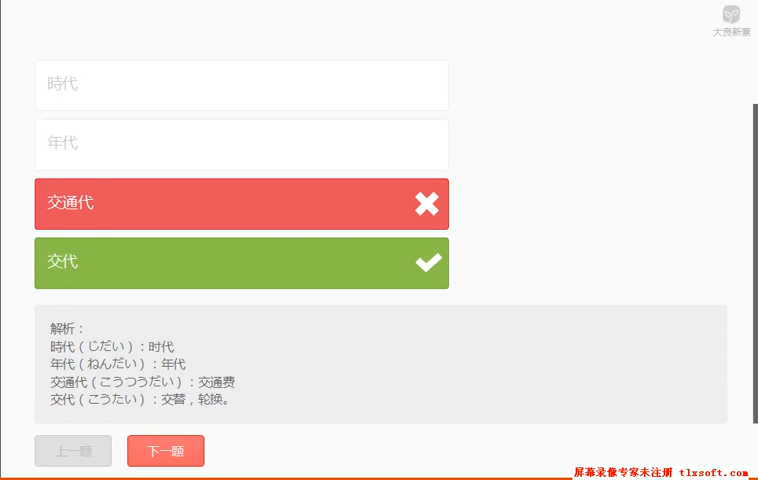 大良新寨
時代
年代
交通代
交代
解析：
時代（じだい）：时代
年代（ねんだい）：年代
交通代（こうつうだい）：交通费
交代（こうたい）：交替，轮换。
上一题
下一题
屏幕录像专家未注册 tlxsoft.com